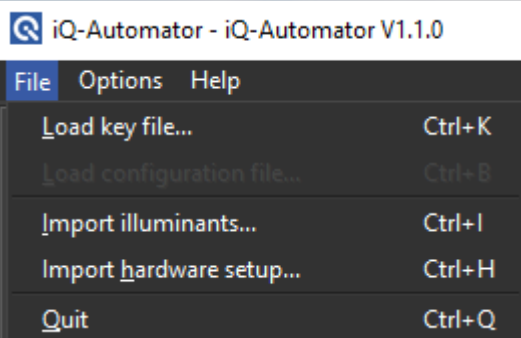 iQ-Automator - iQ-Automator V1.1.0
File Options Help
Load key file... Ctrl+K
Load configuration file... Ctrl+B
Import illuminants... Ctrl+I
Import hardware setup... Ctrl+H
Quit Ctrl+Q